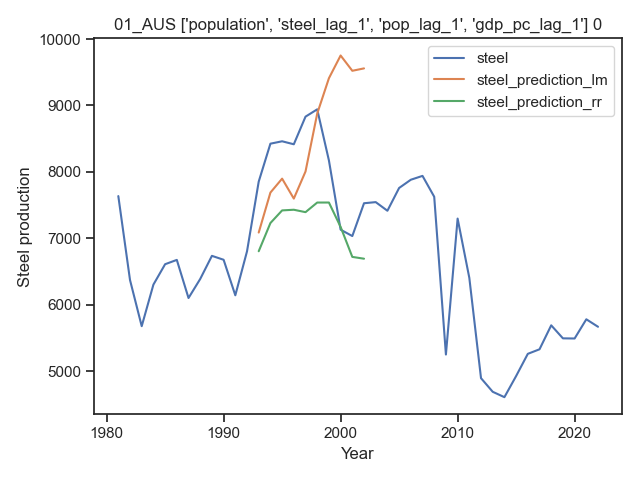 01_AUS ['population', 'steel_lag_1', 'pop_lag_1', 'gdp_pc_lag_1'] 0
steel
steel_prediction_lm
steel_prediction_rr
Steel production
10000
9000
8000
7000
6000
5000
1980
1990
2000
2010
2020
Year